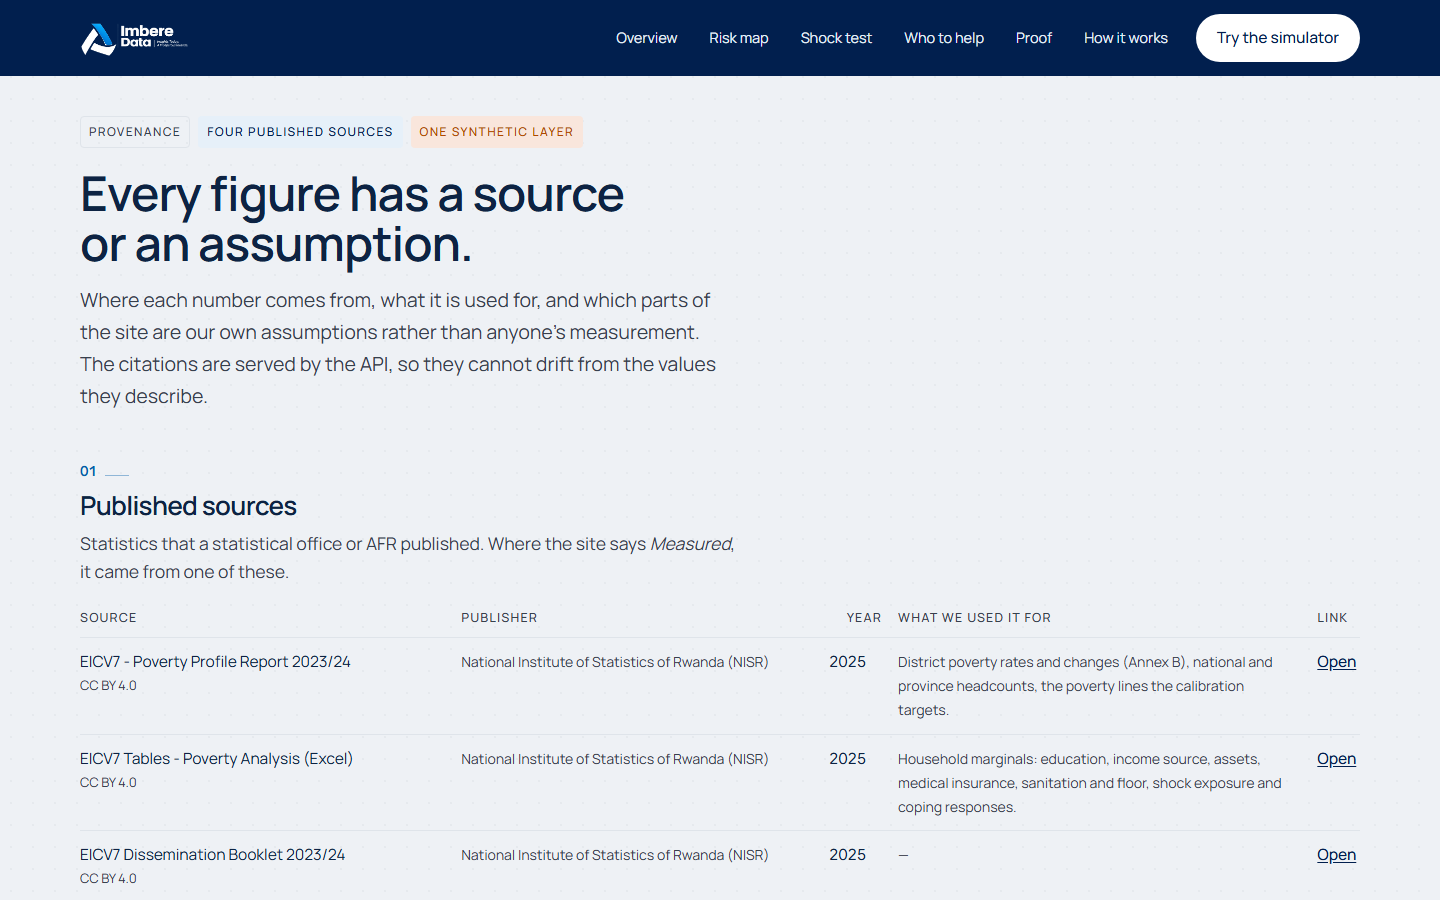 Imbere
Data
Overview
Risk map
Shock test
Who to help
Proof
How it works
Try the simulator
PROVENANCE
FOUR PUBLISHED SOURCES
ONE SYNTHETIC LAYER
Every figure has a source
or an assumption.
Where each number comes from, what it is used for, and which parts of
the site are our own assumptions rather than anyone’s measurement.
The citations are served by the API, so they cannot drift from the values
they describe.
01
Published sources
Statistics that a statistical office or AFR published. Where the site says Measured,
it came from one of these.
SOURCE PUBLISHER YEAR WHAT WE USED IT FOR LINK
EICV7 - Poverty Profile Report 2023/24
CC BY 4.0
National Institute of Statistics of Rwanda (NISR)
2025
District poverty rates and changes (Annex B), national and
province headcounts, the poverty lines the calibration
targets.
Open
EICV7 Tables - Poverty Analysis (Excel)
CC BY 4.0
National Institute of Statistics of Rwanda (NISR)
2025
Household marginals: education, income source, assets,
medical insurance, sanitation and floor, shock exposure and
coping responses.
Open
EICV7 Dissemination Booklet 2023/24
CC BY 4.0
National Institute of Statistics of Rwanda (NISR)
2025
—
Open